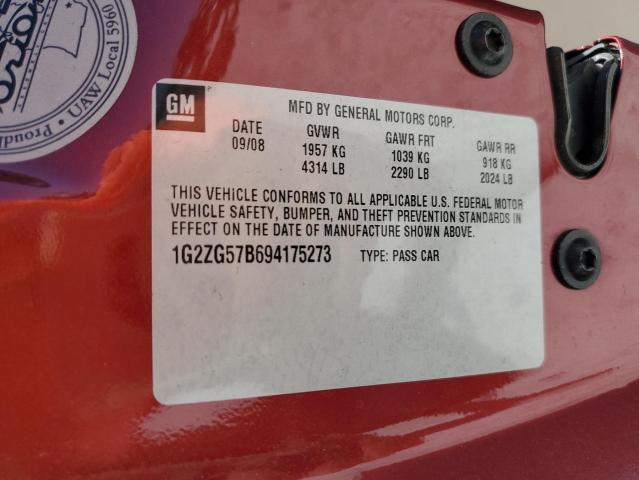 Proudly
UAW Local 5960
GM
MFD BY GENERAL MOTORS CORP.
DATE GVWR GAWR FRT GAWR RR
09/08 1957 KG 1039 KG 918 KG
4314 LB 2290 LB 2024 LB
THIS VEHICLE CONFORMS TO ALL APPLICABLE U.S. FEDERAL MOTOR
VEHICLE SAFETY, BUMPER, AND THEFT PREVENTION STANDARDS IN
EFFECT ON THE DATE OF MANUFACTURE SHOWN ABOVE.
1G2ZG57B694175273 TYPE: PASS CAR